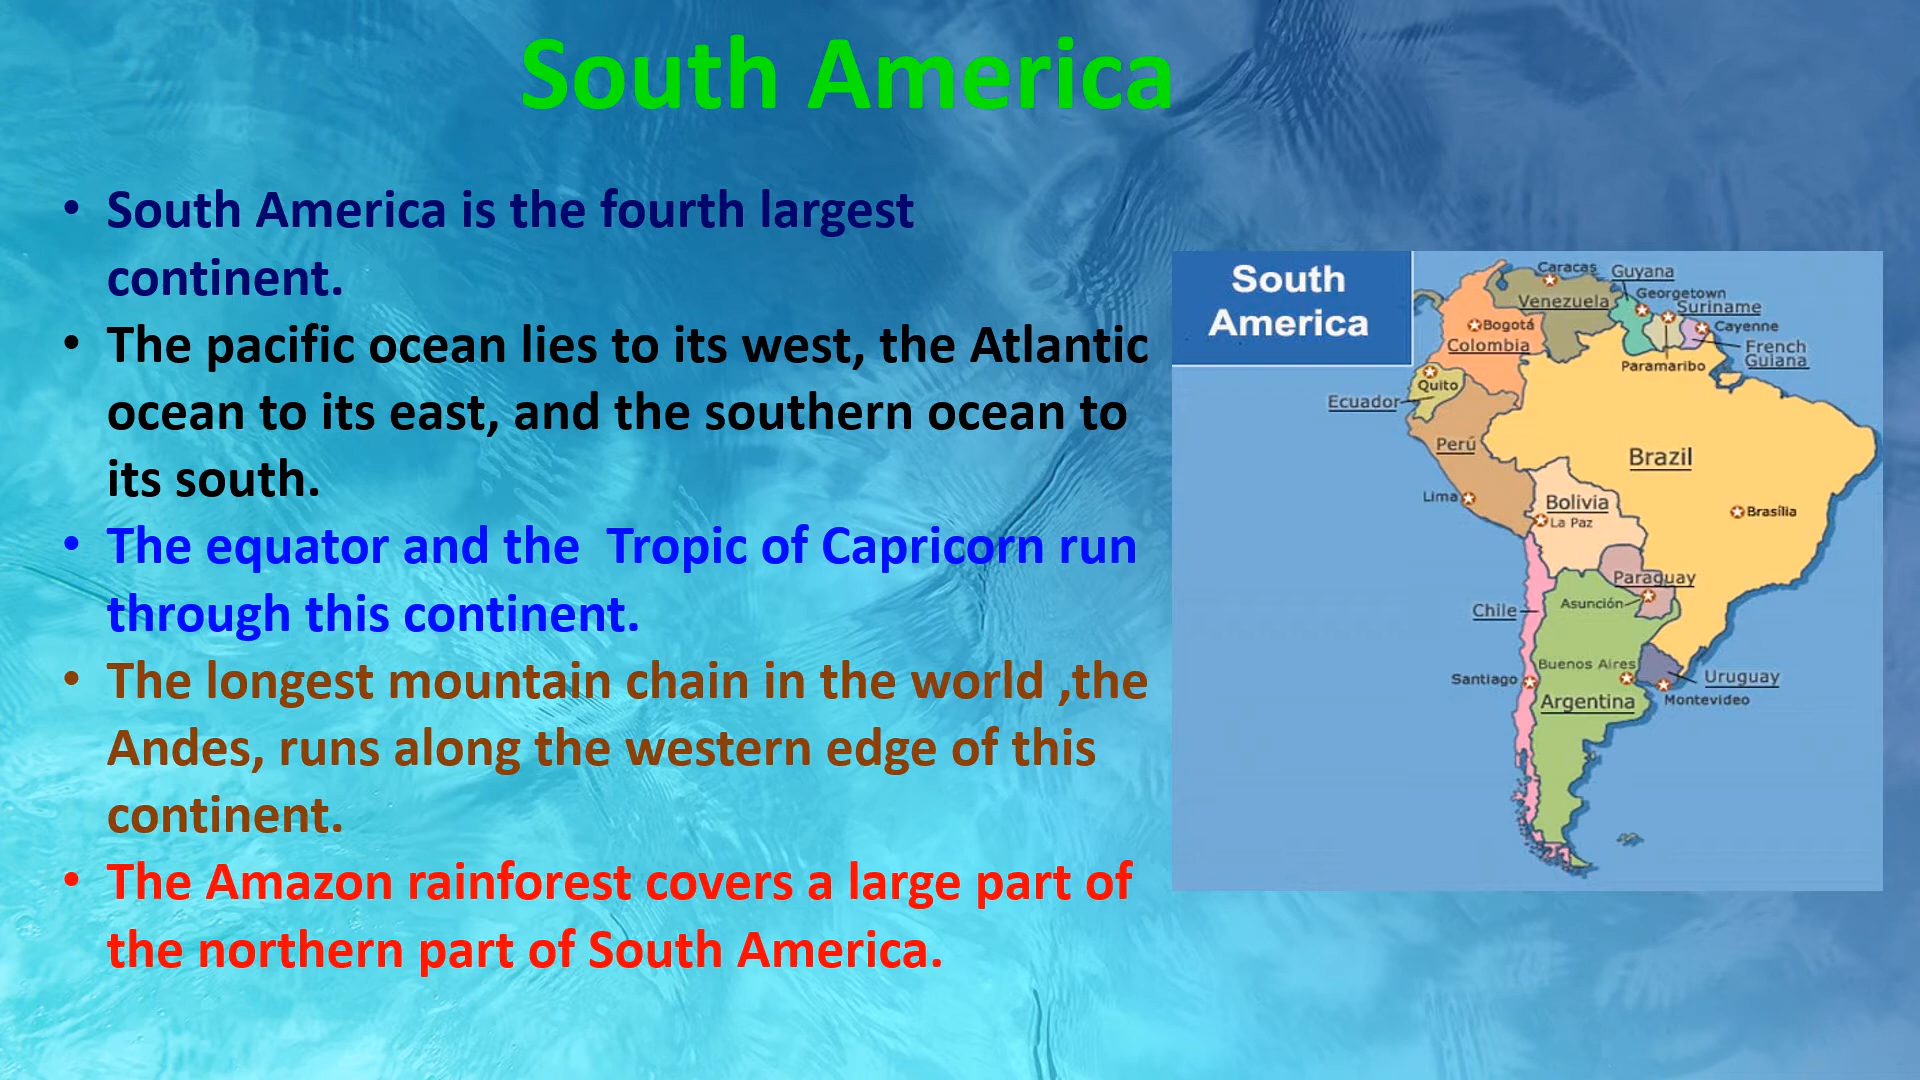 South America
• South America is the fourth largest
continent.
• The pacific ocean lies to its west, the Atlantic
ocean to its east, and the southern ocean to
its south.
• The equator and the  Tropic of Capricorn run
through this continent.
• The longest mountain chain in the world ,the
Andes, runs along the western edge of this
continent.
• The Amazon rainforest covers a large part of
the northern part of South America.
South
America
Caracas
Guyana
Venezuela
Georgetown
Suriname
Bogotá
Cayenne
Colombia
French
Guiana
Paramaribo
Quito
Ecuador
Perú
Brazil
Lima
Bolivia
La Paz
Brasília
Paraguay
Asunción
Chile
Buenos Aires
Santiago
Uruguay
Argentina
Montevideo